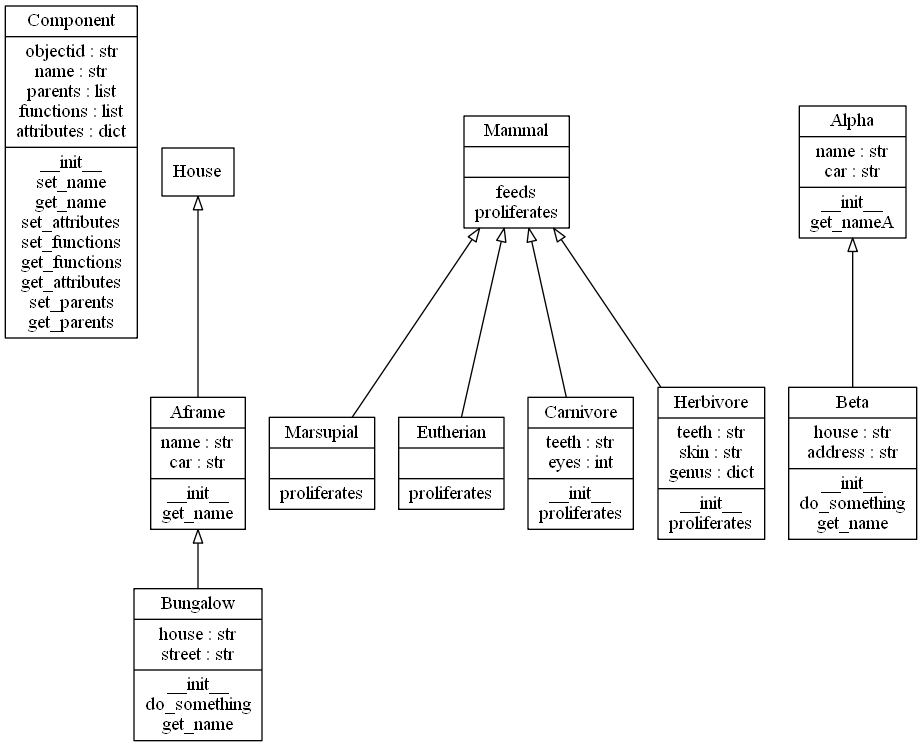 Component
objectid : str
name : str
parents : list
functions : list
attributes : dict
__init__
set_name
get_name
set_attributes
set_functions
get_functions
get_attributes
set_parents
get_parents
House
Mammal
feeds
proliferates
Alpha
name : str
car : str
__init__
get_nameA
Aframe
name : str
car : str
__init__
get_name
Marsupial
proliferates
Eutherian
proliferates
Carnivore
teeth : str
eyes : int
__init__
proliferates
Herbivore
teeth : str
skin : str
genus : dict
__init__
proliferates
Beta
house : str
address : str
__init__
do_something
get_name
Bungalow
house : str
street : str
__init__
do_something
get_name